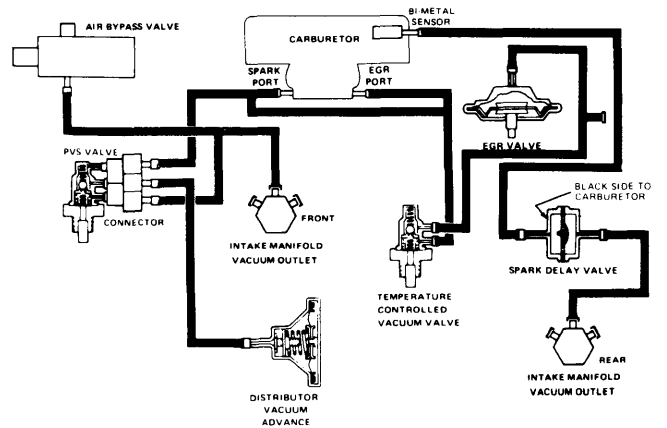 AIR BYPASS VALVE
BI-METAL
SENSOR
CARBURETOR
SPARK
PORT
EGR
PORT
EGR VALVE
PVS VALVE
CONNECTOR
FRONT
INTAKE MANIFOLD
VACUUM OUTLET
BLACK SIDE TO
CARBURETOR
SPARK DELAY VALVE
TEMPERATURE
CONTROLLED
VACUUM VALVE
REAR
INTAKE MANIFOLD
VACUUM OUTLET
DISTRIBUTOR
VACUUM
ADVANCE